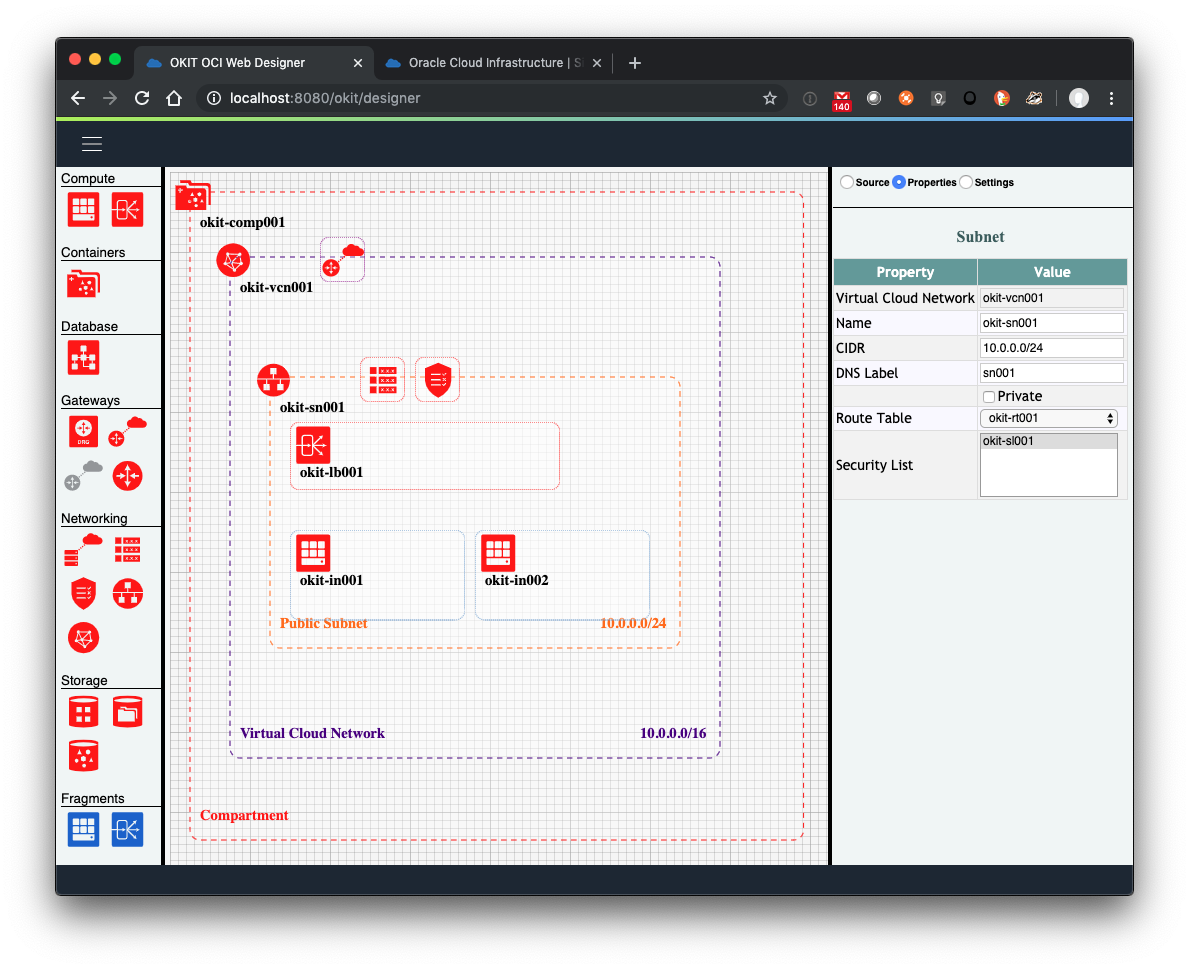 OKIT OCI Web Designer
Oracle Cloud Infrastructure | Si
localhost:8080/okit/designer
140
Compute
Containers
Database
Gateways
DRG
Networking
Storage
Fragments
okit-comp001
okit-vcn001
okit-sn001
okit-lb001
okit-in001
okit-in002
Public Subnet 10.0.0.0/24
Virtual Cloud Network 10.0.0.0/16
Compartment
Source Properties Settings
Subnet
Property Value
Virtual Cloud Network okit-vcn001
Name okit-sn001
CIDR 10.0.0.0/24
DNS Label sn001
Private
Route Table okit-rt001
Security List okit-sl001